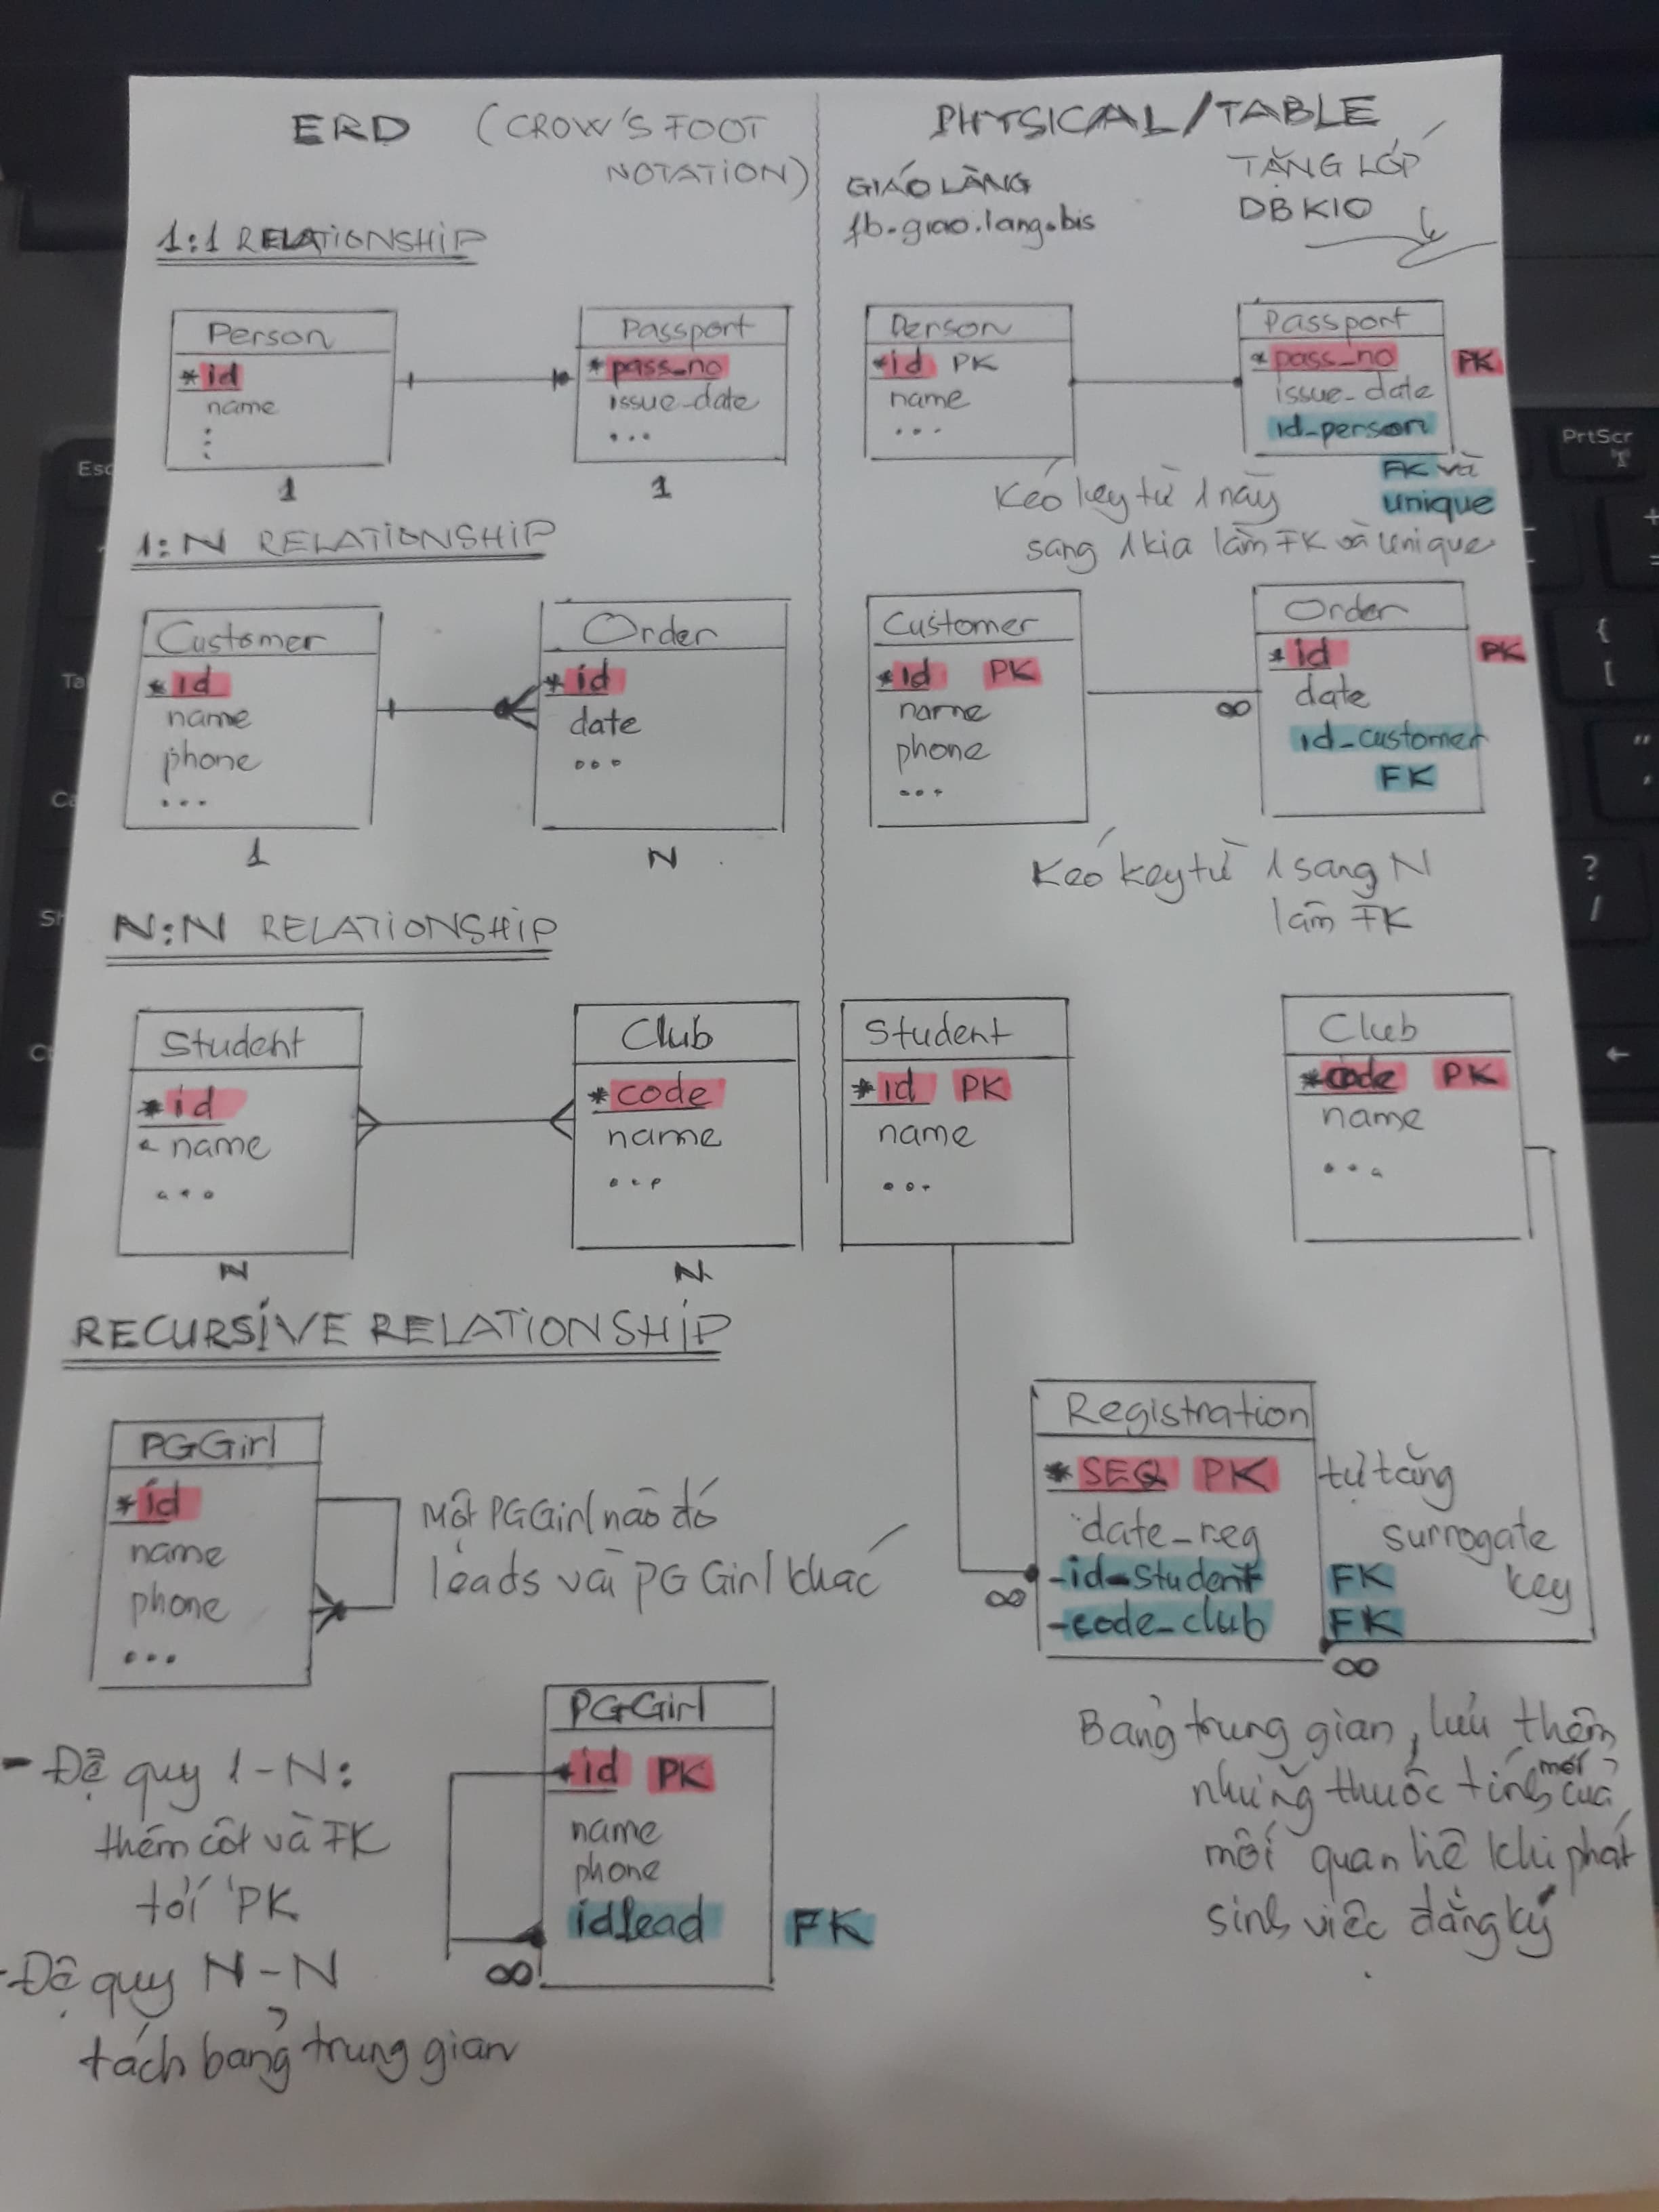 ERD (CROW'S FOOT
NOTATION)
PHYSICAL/TABLE
GIÁO LÀNG
fb.giao.lang.bis
TẶNG LỚP
DBK10
1:1 RELATIONSHIP
Person
*id
name
1
Passport
*pass_no
issue_date
...
1
Person
*id PK
name
...
Passport
*pass_no PK
issue_date
id_person
FK và
unique
Kéo key từ 1 này
sang 1 kia làm FK và unique
1:N RELATIONSHIP
Customer
*id
name
phone
...
1
Order
*id
date
...
N
Customer
*id PK
name
phone
...
Order
*id PK
date
id_customer
FK
∞
Kéo key từ 1 sang N
làm FK
N:N RELATIONSHIP
Student
*id
name
...
N
Club
*code
name
...
N
Student
*id PK
name
...
Club
*code PK
name
...
Registration
*SEQ PK tự tăng
date_reg surrogate
-id_student FK key
-code_club FK
∞
∞
Bảng trung gian, lưu thêm
những thuộc tính mới của
mối quan hệ khi phát
sinh việc đăng ký
RECURSIVE RELATIONSHIP
PGGirl
*id
name
phone
...
Một PGGirl nào đó
leads vài PG Girl khác
- Đệ quy 1-N:
thêm cột và FK
tới PK
- Đệ quy N-N
tách bảng trung gian
PGGirl
*id PK
name
phone
idLead FK
∞